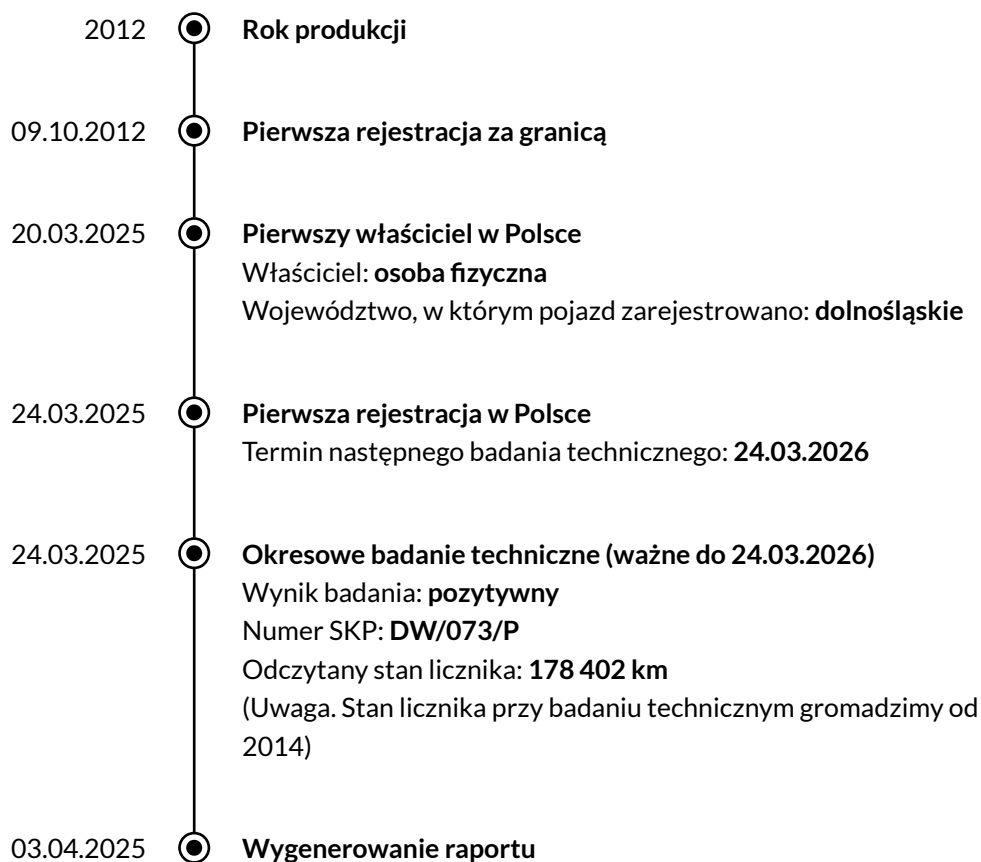 2012 Rok produkcji
09.10.2012 Pierwsza rejestracja za granicą
20.03.2025 Pierwszy właściciel w Polsce
Właściciel: osoba fizyczna
Województwo, w którym pojazd zarejestrowano: dolnośląskie
24.03.2025 Pierwsza rejestracja w Polsce
Termin następnego badania technicznego: 24.03.2026
24.03.2025 Okresowe badanie techniczne (ważne do 24.03.2026)
Wynik badania: pozytywny
Numer SKP: DW/073/P
Odczytany stan licznika: 178 402 km
(Uwaga. Stan licznika przy badaniu technicznym gromadzimy od
2014)
03.04.2025 Wygenerowanie raportu